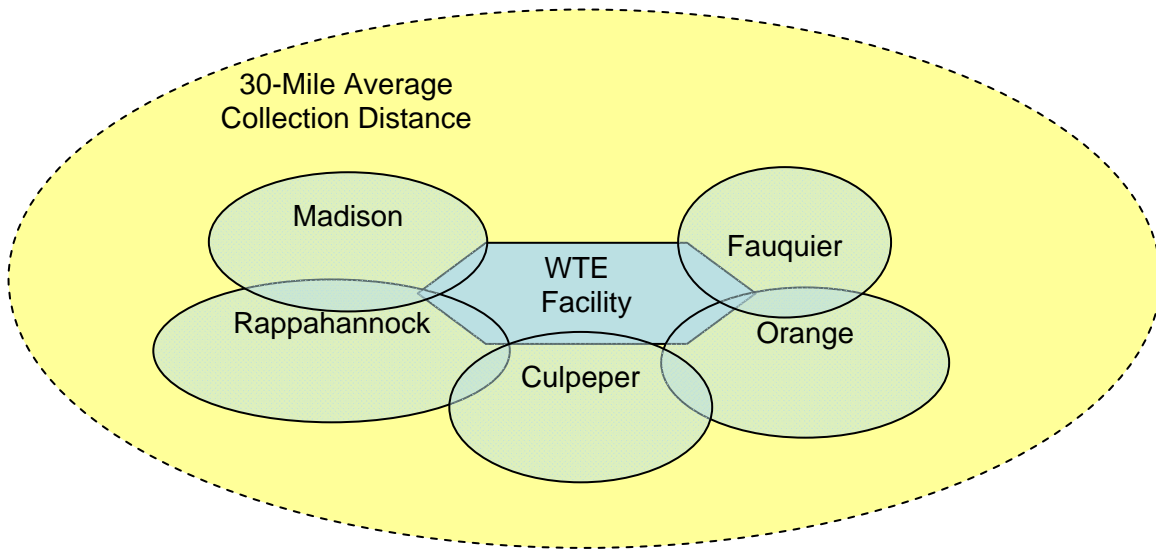 30-Mile Average
Collection Distance
Madison
Fauquier
WTE
Facility
Rappahannock
Orange
Culpeper